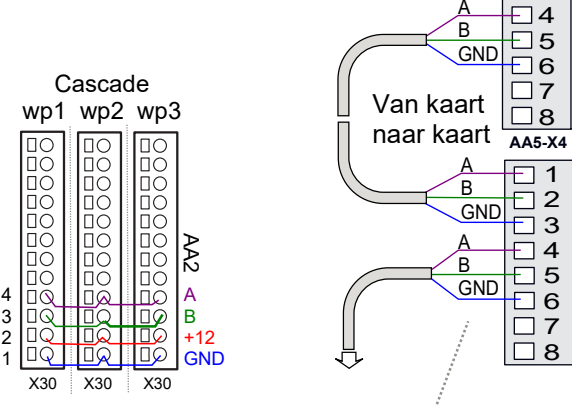 Cascade
wp1 wp2 wp3
AA2
4 A
3 B
2 +12
1 GND
X30 X30 X30
A 4
B 5
GND 6
7
8
AA5-X4
Van kaart
naar kaart
A 1
B 2
GND 3
A 4
B 5
GND 6
7
8